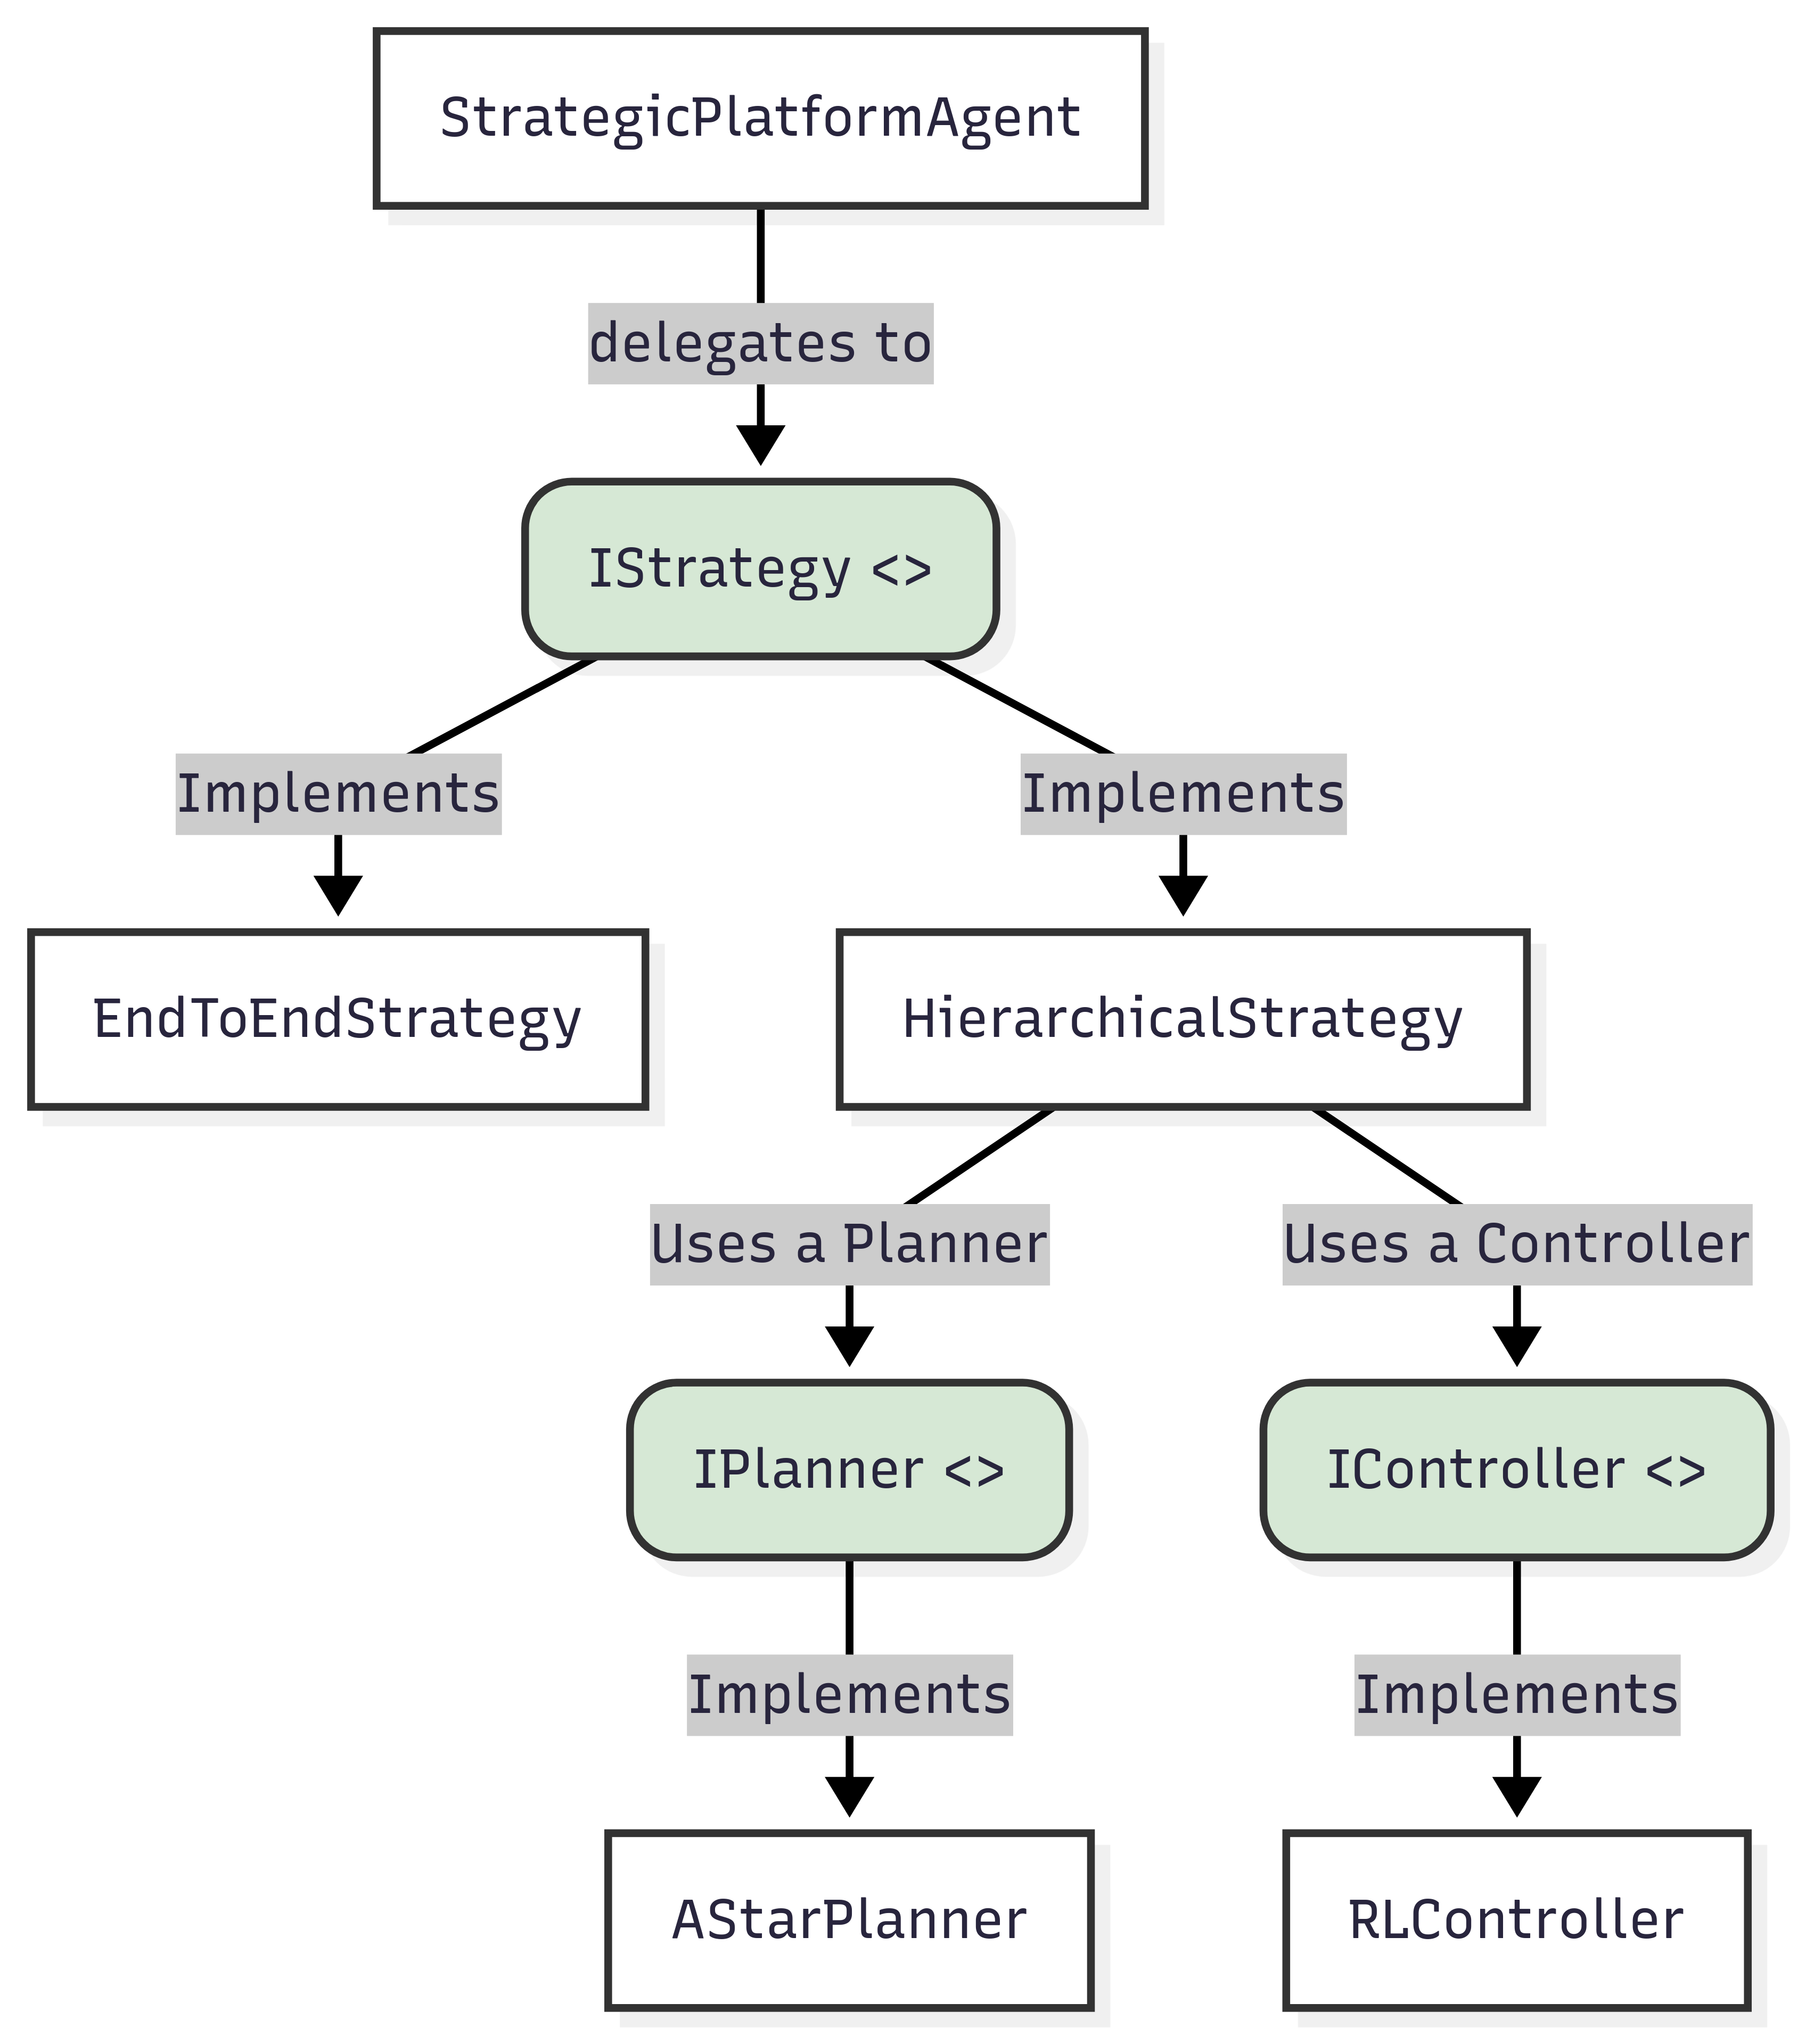 StrategicPlatformAgent
delegates to
IStrategy <>
Implements
Implements
EndToEndStrategy
HierarchicalStrategy
Uses a Planner
Uses a Controller
IPlanner <>
IController <>
Implements
Implements
AStarPlanner
RLController